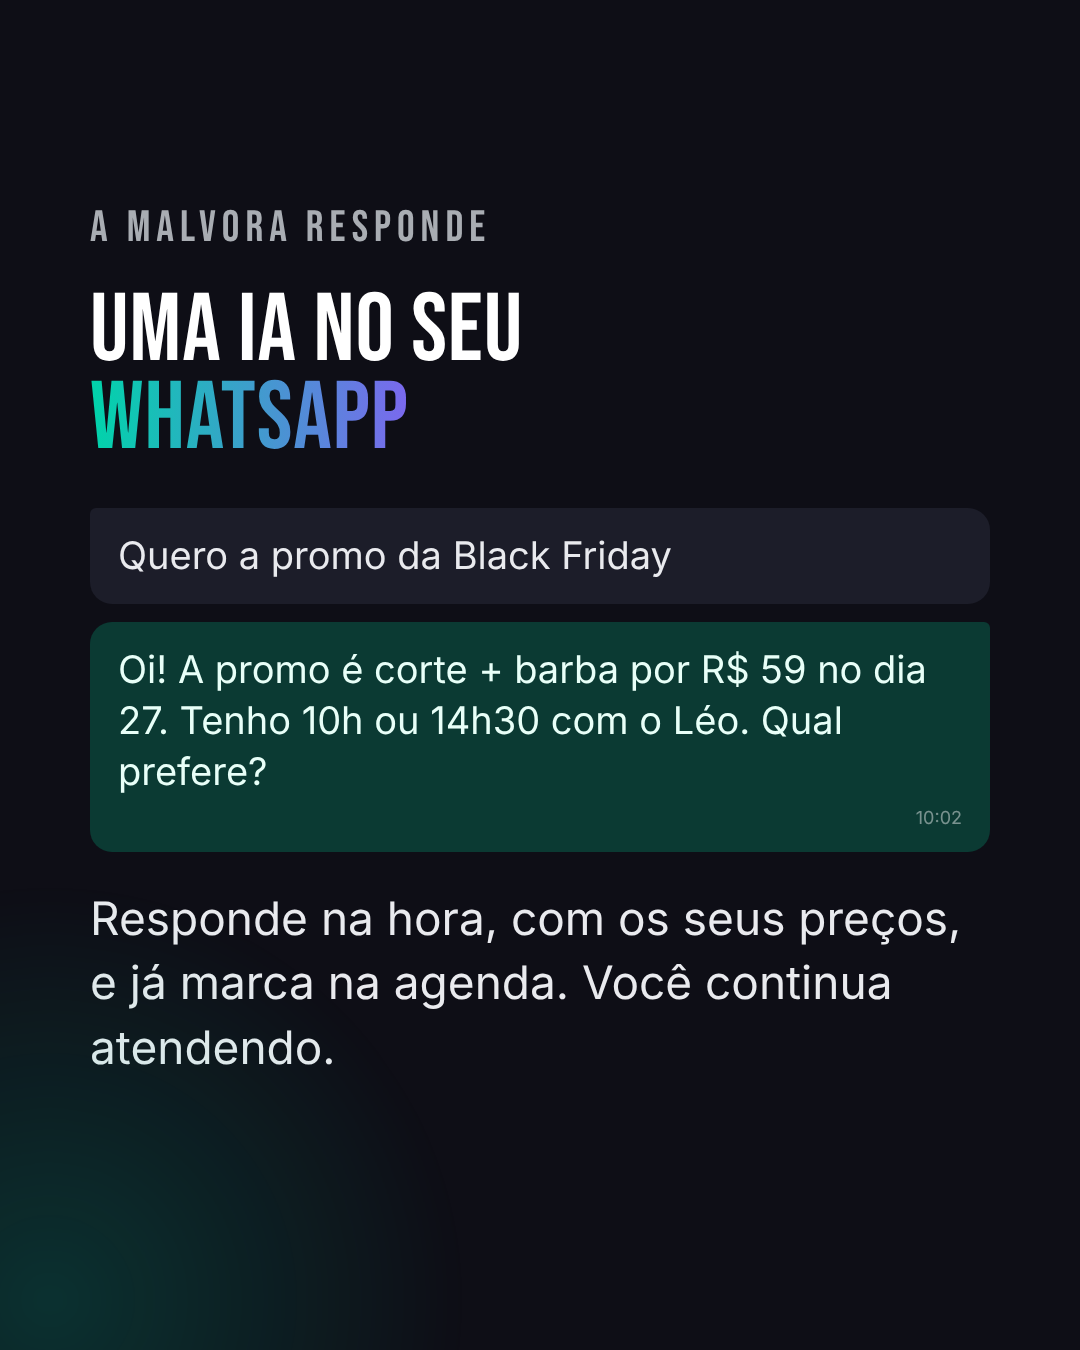 A MALVORA RESPONDE
UMA IA NO SEU
WHATSAPP
Quero a promo da Black Friday
Oi! A promo é corte + barba por R$ 59 no dia
27. Tenho 10h ou 14h30 com o Léo. Qual
prefere?
10:02
Responde na hora, com os seus preços,
e já marca na agenda. Você continua
atendendo.